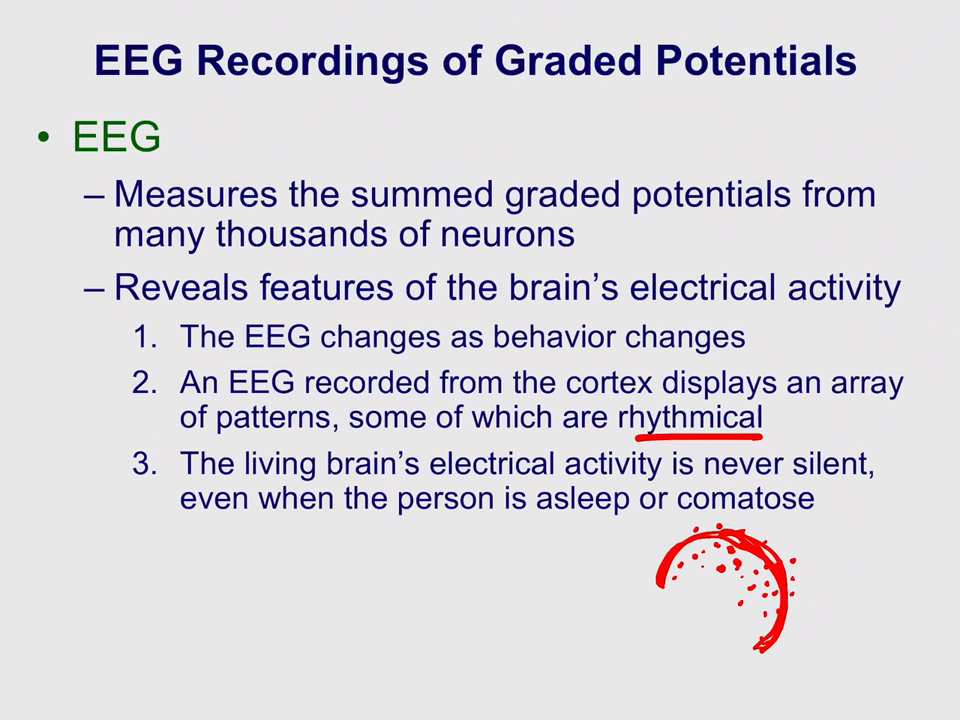 EEG Recordings of Graded Potentials
• EEG
– Measures the summed graded potentials from
many thousands of neurons
– Reveals features of the brain’s electrical activity
1. The EEG changes as behavior changes
2. An EEG recorded from the cortex displays an array
of patterns, some of which are rhythmical
3. The living brain’s electrical activity is never silent,
even when the person is asleep or comatose